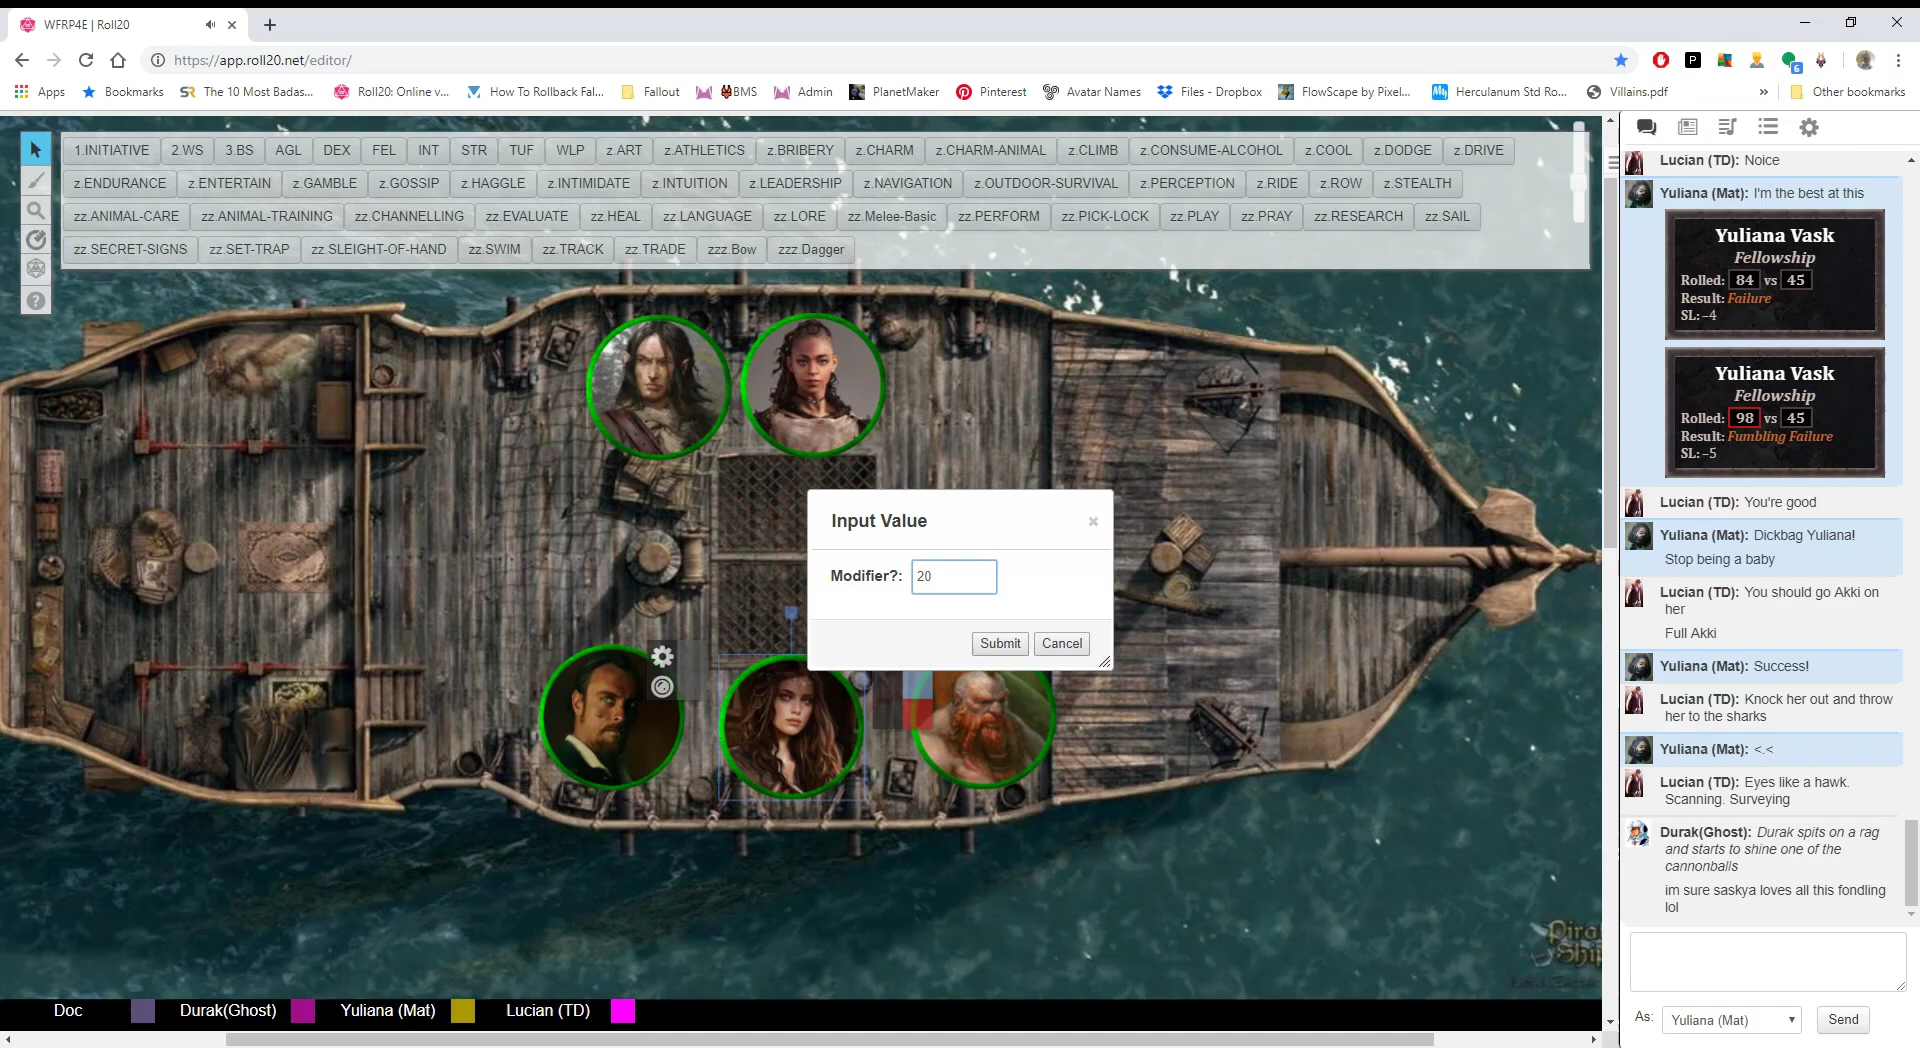 WFRP4E | Roll20
https://app.roll20.net/editor/
Apps Bookmarks The 10 Most Badas... Roll20: Online v... How To Rollback Fal... Fallout BMS Admin PlanetMaker Pinterest Avatar Names Files - Dropbox FlowScape by Pixel... Herculanum Std Ro... Villains.pdf » Other bookmarks
1.INITIATIVE 2.WS 3.BS AGL DEX FEL INT STR TUF WLP z.ART z.ATHLETICS z.BRIBERY z.CHARM z.CHARM-ANIMAL z.CLIMB z.CONSUME-ALCOHOL z.COOL z.DODGE z.DRIVE
z.ENDURANCE z.ENTERTAIN z.GAMBLE z.GOSSIP z.HAGGLE z.INTIMIDATE z.INTUITION z.LEADERSHIP z.NAVIGATION z.OUTDOOR-SURVIVAL z.PERCEPTION z.RIDE z.ROW z.STEALTH
zz.ANIMAL-CARE zz.ANIMAL-TRAINING zz.CHANNELLING zz.EVALUATE zz.HEAL zz.LANGUAGE zz.LORE zz.Melee-Basic zz.PERFORM zz.PICK-LOCK zz.PLAY zz.PRAY zz.RESEARCH zz.SAIL
zz.SECRET-SIGNS zz.SET-TRAP zz.SLEIGHT-OF-HAND zz.SWIM zz.TRACK zz.TRADE zzz.Bow zzz.Dagger
Input Value
Modifier?: 20
Submit Cancel
Doc Durak(Ghost) Yuliana (Mat) Lucian (TD)
Lucian (TD): Noice
Yuliana (Mat): I'm the best at this
Yuliana Vask
Fellowship
Rolled: 84 vs 45
Result: Failure
SL: -4
Yuliana Vask
Fellowship
Rolled: 98 vs 45
Result: Fumbling Failure
SL: -5
Lucian (TD): You're good
Yuliana (Mat): Dickbag Yuliana!
Stop being a baby
Lucian (TD): You should go Akki on
her
Full Akki
Yuliana (Mat): Success!
Lucian (TD): Knock her out and throw
her to the sharks
Yuliana (Mat): <.<
Lucian (TD): Eyes like a hawk.
Scanning. Surveying
Durak(Ghost): Durak spits on a rag
and starts to shine one of the
cannonballs
im sure saskya loves all this fondling
lol
As: Yuliana (Mat) Send